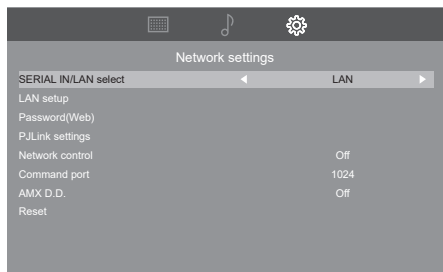 Network settings
SERIAL IN/LAN select LAN
LAN setup
Password(Web)
PJLink settings
Network control Off
Command port 1024
AMX D.D. Off
Reset